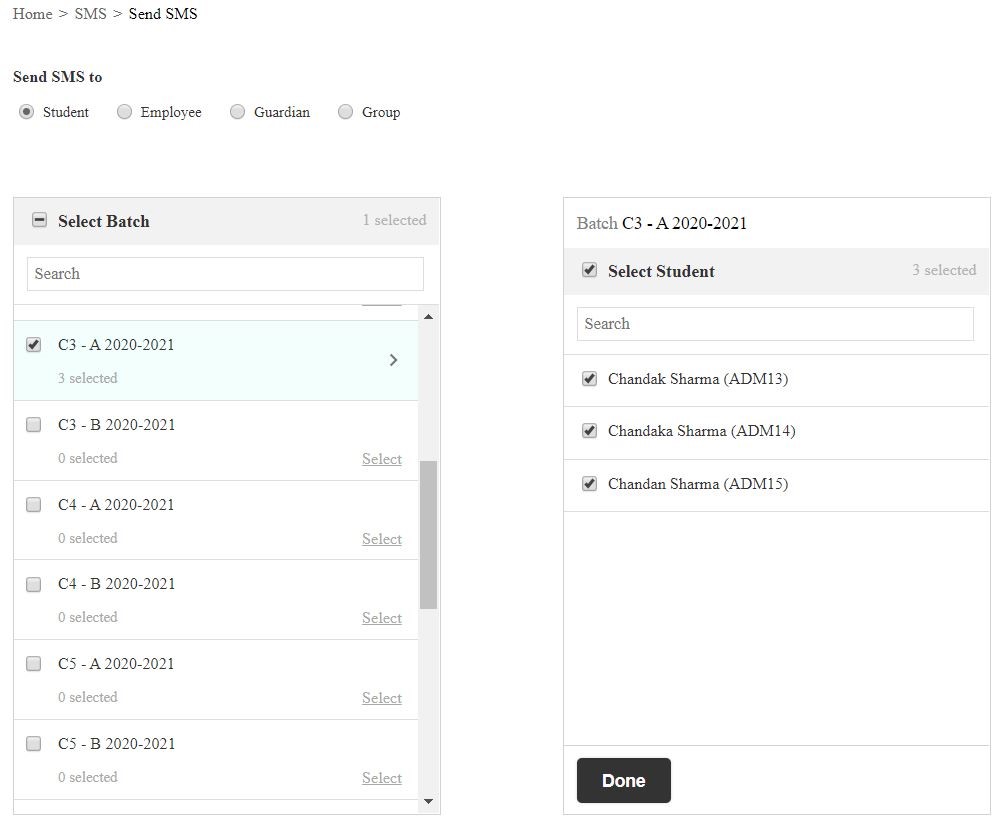 Home > SMS > Send SMS
Send SMS to
Student Employee Guardian Group
Select Batch 1 selected
Search
C3 - A 2020-2021
3 selected
C3 - B 2020-2021
0 selected Select
C4 - A 2020-2021
0 selected Select
C4 - B 2020-2021
0 selected Select
C5 - A 2020-2021
0 selected Select
C5 - B 2020-2021
0 selected Select
Batch C3 - A 2020-2021
Select Student 3 selected
Search
Chandak Sharma (ADM13)
Chandaka Sharma (ADM14)
Chandan Sharma (ADM15)
Done